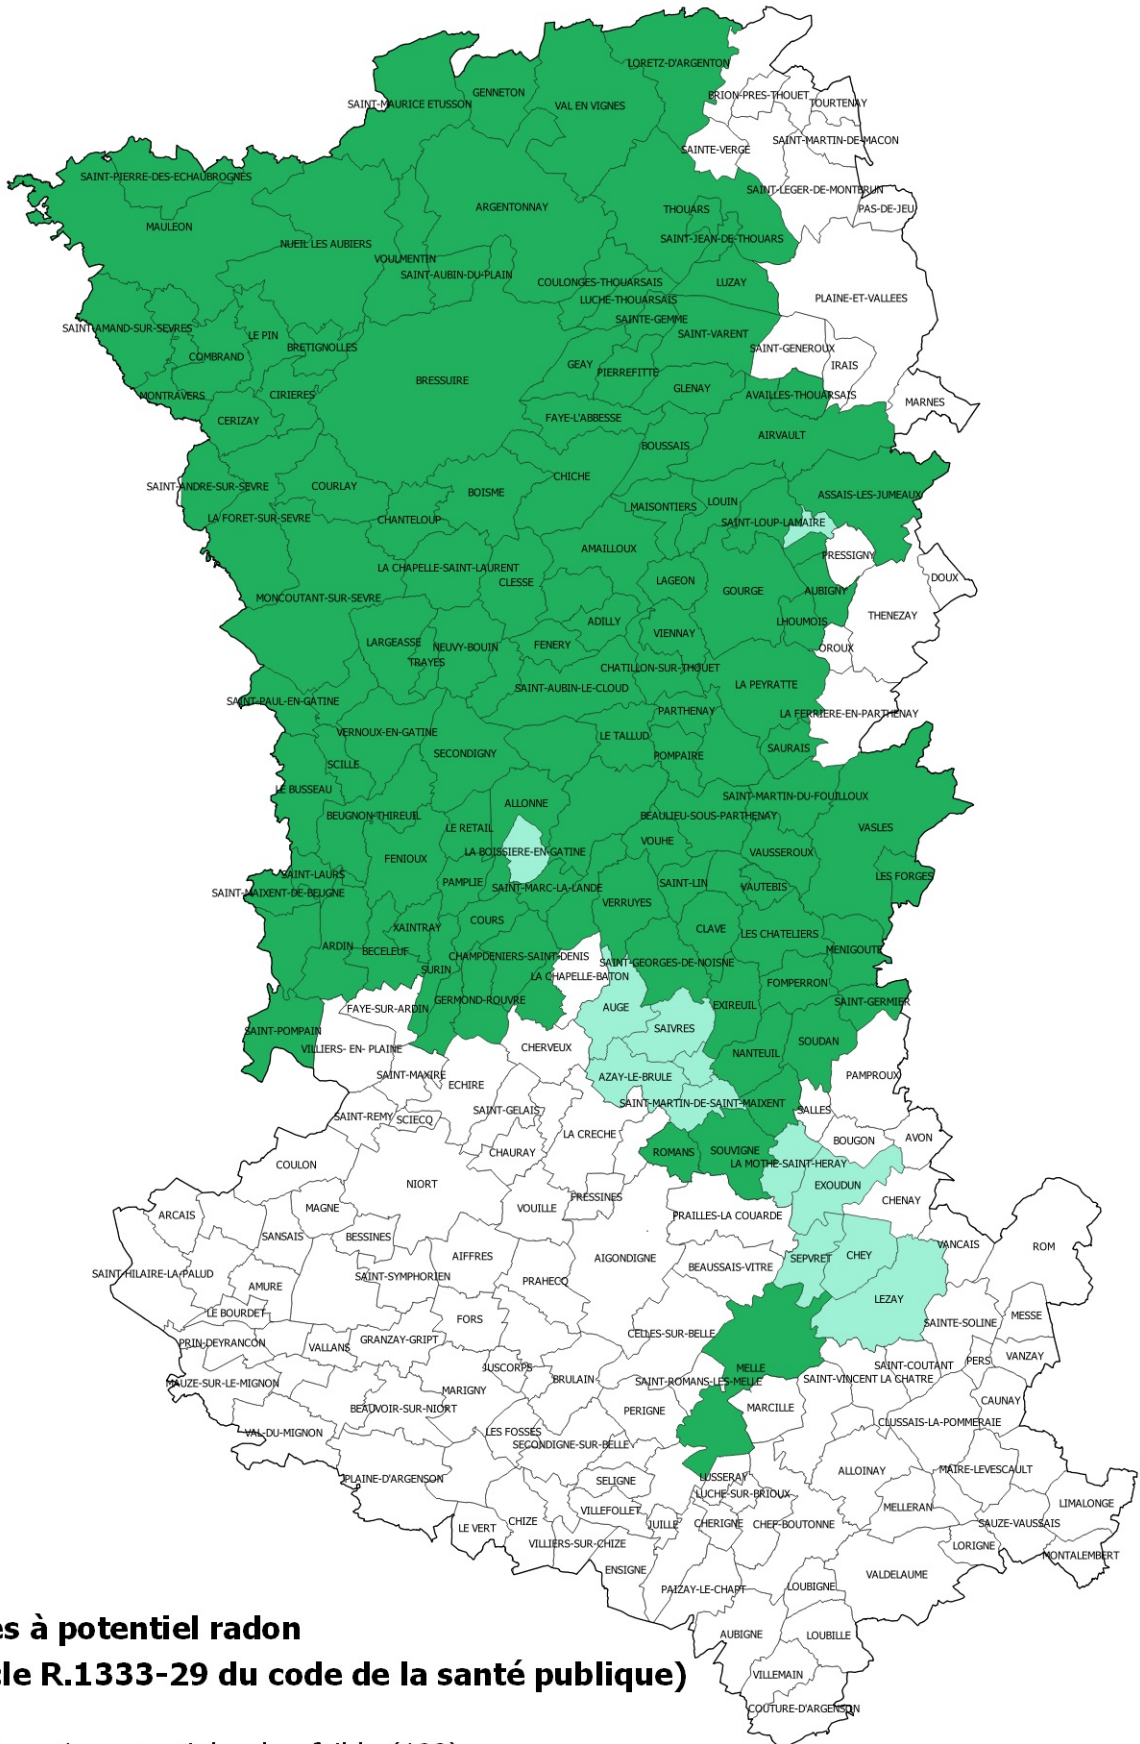 LORETZ-D'ARGENTON
GENNETON
BRION-PRES-THOUET
SAINT-MAURICE ETUSSON
VAL EN VIGNES
TOURTENAY
SAINT-MARTIN-DE-MACON
SAINTE-VERGE
SAINT-PIERRE-DES-ECHAUBROGNES
SAINT-LEGER-DE-MONTBRUN
ARGENTONNAY
THOUARS
PAS-DE-JEU
MAULEON
NUEIL LES AUBIERS
SAINT-JEAN-DE-THOUARS
VOULMENTIN
SAINT-AUBIN-DU-PLAIN
COULONGES-THOUARSAIS
LUZAY
LUCHE-THOUARSAIS
PLAINE-ET-VALLEES
SAINTE-GEMME
SAINT-AMAND-SUR-SEVRES
LE PIN
SAINT-VARENT
BRETIGNOLLES
SAINT-GENEROUX
COMBRAND
GEAY
PIERREFITTE
IRAIS
BRESSUIRE
GLENAY
MONTRAVERS
CIRIERES
AVAILLES-THOUARSAIS
MARNES
CERIZAY
FAYE-L'ABBESSE
AIRVAULT
BOUSSAIS
CHICHE
SAINT-ANDRE-SUR-SEVRE
COURLAY
BOISME
ASSAIS-LES-JUMEAUX
MAISONTIERS
LOUIN
LA FORET-SUR-SEVRE
CHANTELOUP
SAINT-LOUP-LAMAIRE
AMAILLOUX
PRESSIGNY
LA CHAPELLE-SAINT-LAURENT
CLESSE
LAGEON
DOUX
GOURGE
AUBIGNY
MONCOUTANT-SUR-SEVRE
THENEZAY
ADILLY
LHOUMOIS
VIENNAY
LARGEASSE
NEUVY-BOUIN
FENERY
OROUX
TRAYES
CHATILLON-SUR-THOUET
SAINT-AUBIN-LE-CLOUD
LA PEYRATTE
SAINT-PAUL-EN-GATINE
PARTHENAY
LA FERRIERE-EN-PARTHENAY
VERNOUX-EN-GATINE
LE TALLUD
SECONDIGNY
POMPAIRE
SAURAIS
SCILLE
LE BUSSEAU
SAINT-MARTIN-DU-FOUILLOUX
ALLONNE
BEUGNON-THIREUIL
BEAULIEU-SOUS-PARTHENAY
LE RETAIL
VASLES
VOUHE
LA BOISSIERE-EN-GATINE
VAUSSEROUX
FENIOUX
SAINT-LAURS
LES FORGES
PAMPLIE
SAINT-MARC-LA-LANDE
SAINT-LIN
VAUTEBIS
SAINT-MAIXENT-DE-BEUGNE
VERRUYES
COURS
XAINTRAY
CLAVE
LES CHATELIERS
ARDIN
BECELEUF
MENIGOUTE
CHAMPDENIERS-SAINT-DENIS
SAINT-GEORGES-DE-NOISNE
SURIN
LA CHAPELLE-BATON
FOMPERRON
GERMOND-ROUVRE
SAINT-GERMIER
FAYE-SUR-ARDIN
AUGE
EXIREUIL
SAINT-POMPAIN
SAIVRES
SOUDAN
VILLIERS- EN- PLAINE
CHERVEUX
NANTEUIL
SAINT-MAXIRE
AZAY-LE-BRULE
PAMPROUX
ECHIRE
SAINT-MARTIN-DE-SAINT-MAIXENT
SAINT-REMY
SCIECQ
SAINT-GELAIS
SALLES
LA CRECHE
BOUGON
AVON
CHAURAY
ROMANS
SOUVIGNE
COULON
LA MOTHE-SAINT-HERAY
NIORT
EXOUDUN
FRESSINES
CHENAY
ARCAIS
MAGNE
VOUILLE
PRAILLES-LA COUARDE
SANSAIS
BESSINES
VANCAIS
ROM
AIFFRES
AIGONDIGNE
SEPVRET
CHEY
BEAUSSAIS-VITRE
SAINT-HILAIRE-LA-PALUD
SAINT-SYMPHORIEN
PRAHECQ
AMURE
LEZAY
LE BOURDET
FORS
SAINTE-SOLINE
MESSE
CELLES-SUR-BELLE
PRIN-DEYRANCON
VALLANS
GRANZAY-GRIPT
PERS
VANZAY
JUSCORPS
MELLE
SAINT-COUTANT
MAUZE-SUR-LE-MIGNON
BRULAIN
SAINT-ROMANS-LES-MELLE
SAINT-VINCENT LA CHATRE
MARIGNY
CAUNAY
BEAUVOIR-SUR-NIORT
PERIGNE
MARCILLE
CLUSSAIS-LA-POMMERAIE
VAL-DU-MIGNON
LES FOSSES
SECONDIGNE-SUR-BELLE
ALLOINAY
MAIRE-LEVESCAULT
PLAINE-D'ARGENSON
SELIGNE
LUSSERAY
LUCHE-SUR-BRIOUX
LIMALONGE
VILLEFOLLET
MELLERAN
LE VERT
CHIZE
JUILLE
CHERIGNE
CHEF-BOUTONNE
SAUZE-VAUSSAIS
VILLIERS-SUR-CHIZE
LORIGNE
MONTALEMBERT
ENSIGNE
VALDELAUME
PAIZAY-LE-CHAPT
LOUBIGNE
es à potentiel radon
AUBIGNE
LOUBILLE
cle R.1333-29 du code de la santé publique)
VILLEMAIN
COUTURE-D'ARGENSON